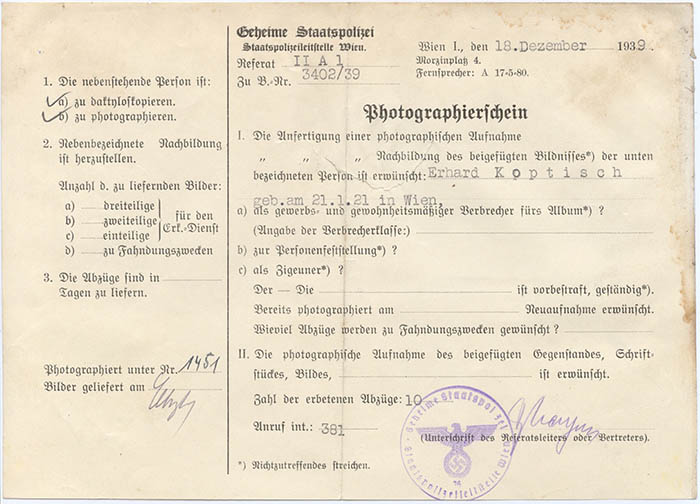 1. Die nebenstehende Person ist:
a) zu daktyloskopieren.
b) zu photographieren.
2. Nebenbezeichnete Nachbildung
ist herzustellen.
Anzahl d. zu liefernden Bilder:
a) dreiteilige
b) zweiteilige
c) einteilige
für den
Erk.-Dienst
d) zu Fahndungszwecken
3. Die Abzüge sind in
Tagen zu liefern.
Photographiert unter Nr. 1451
Bilder geliefert am
Geheime Staatspolizei
Staatspolizeileitstelle Wien.
Referat II A 1
Zu B.-Nr. 3402/39
Wien I., den 18. Dezember 1939.
Morzinplatz 4.
Fernsprecher: A 17-5-80.
Photographierschein
I. Die Anfertigung einer photographischen Aufnahme
„ „ „ Nachbildung des beigefügten Bildnisses*) der unten
bezeichneten Person ist erwünscht: Erhard Koptisch
geb.am 21.1.21 in Wien,
a) als gewerbs- und gewohnheitsmäßiger Verbrecher fürs Album*) ?
(Angabe der Verbrecherklasse:)
b) zur Personenfeststellung*) ?
c) als Zigeuner*) ?
Der — Die ist vorbestraft, geständig*).
Bereits photographiert am Neuaufnahme erwünscht.
Wieviel Abzüge werden zu Fahndungszwecken gewünscht ?
II. Die photographische Aufnahme des beigefügten Gegenstandes, Schrift-
stückes, Bildes, ist erwünscht.
Zahl der erbetenen Abzüge: 10
Anruf int.: 381
(Unterschrift des Referatsleiters oder Vertreters).
*) Nichtzutreffendes streichen.
Geheime Staatspolizei
Staatspolizeileitstelle Wien